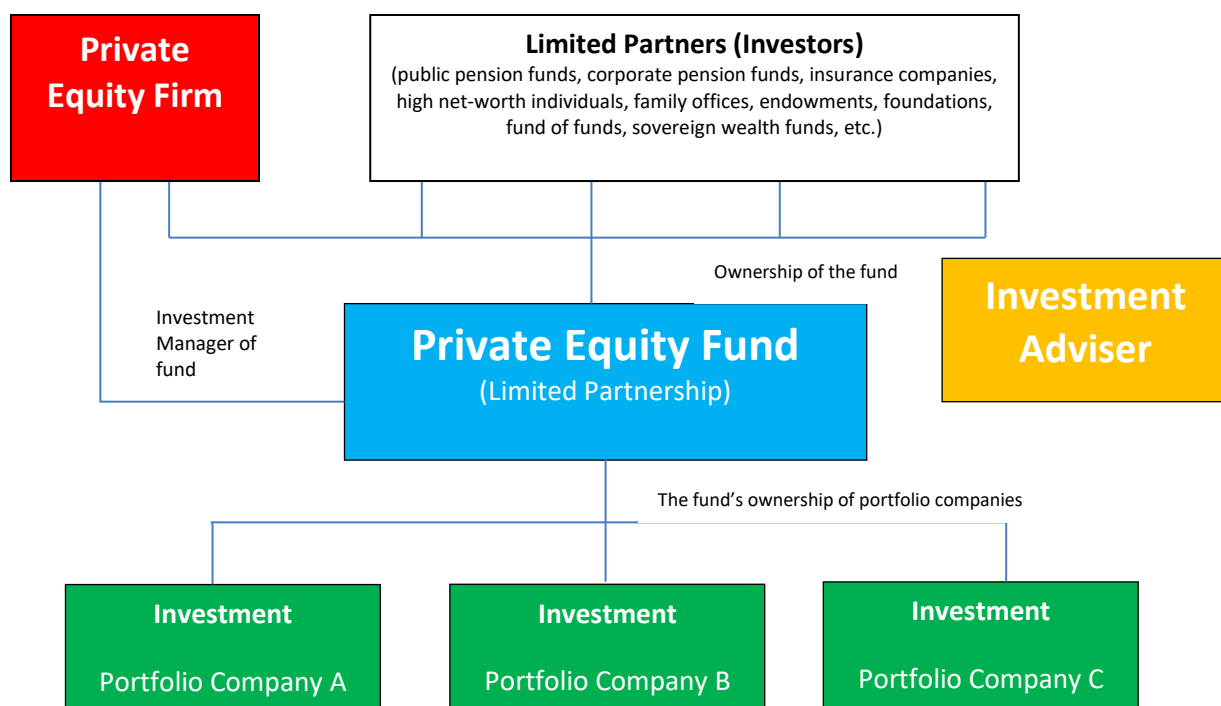 Private
Equity Firm
Limited Partners (Investors)
(public pension funds, corporate pension funds, insurance companies,
high net-worth individuals, family offices, endowments, foundations,
fund of funds, sovereign wealth funds, etc.)
Ownership of the fund
Investment
Adviser
Investment
Manager of
fund
Private Equity Fund
(Limited Partnership)
The fund’s ownership of portfolio companies
Investment
Portfolio Company A
Investment
Portfolio Company B
Investment
Portfolio Company C